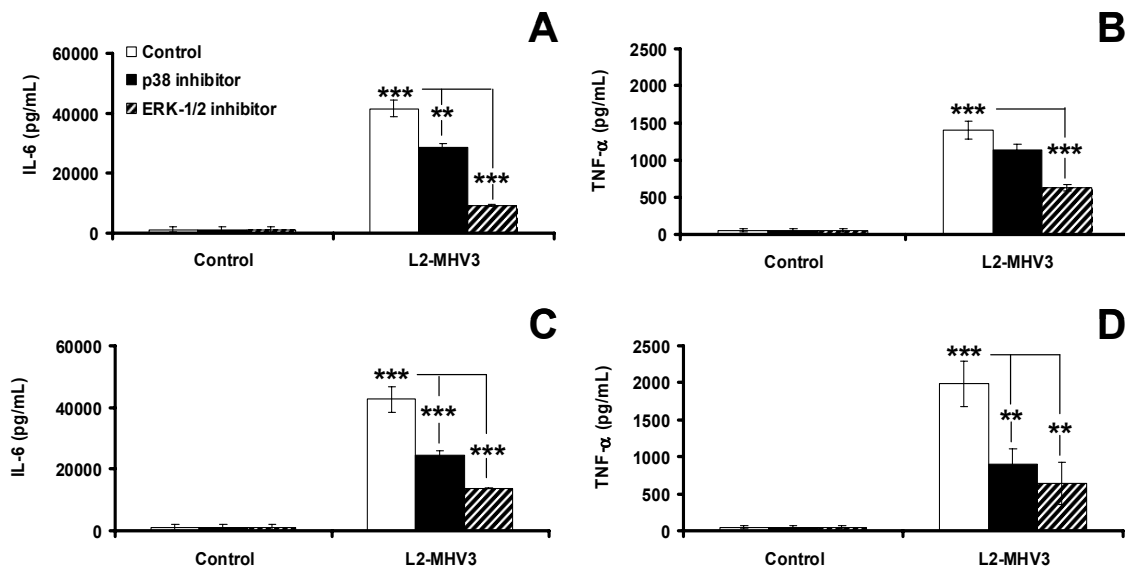 A
IL-6 (pg/mL)
60000
40000
20000
0
Control
p38 inhibitor
ERK-1/2 inhibitor
***
**
***
Control
L2-MHV3
B
TNF-α (pg/mL)
2500
2000
1500
1000
500
0
***
***
Control
L2-MHV3
C
IL-6 (pg/mL)
60000
40000
20000
0
***
***
***
Control
L2-MHV3
D
TNF-α (pg/mL)
2500
2000
1500
1000
500
0
***
**
**
Control
L2-MHV3